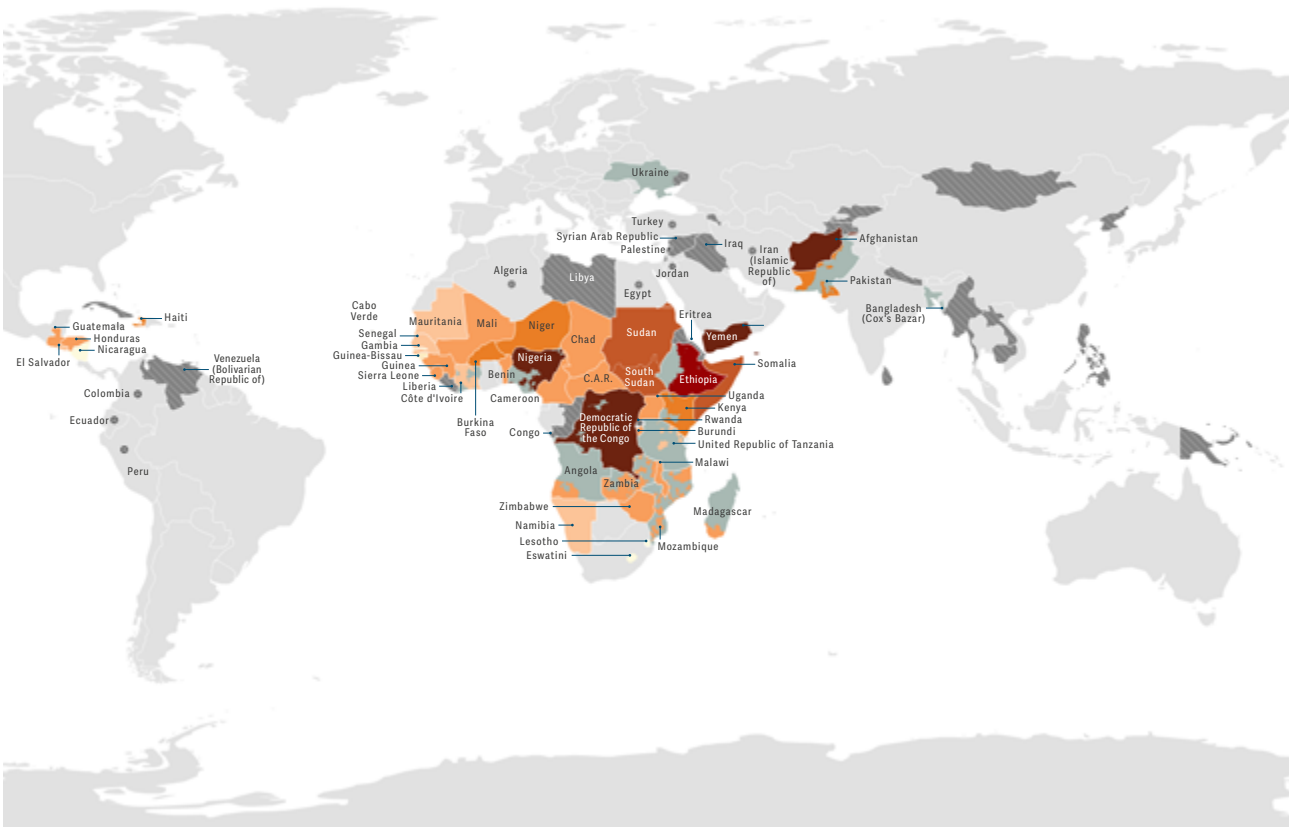 Ukraine
Turkey
Syrian Arab Republic
Palestine
Iraq
Iran
(Islamic
Republic
of)
Afghanistan
Pakistan
Jordan
Algeria
Libya
Egypt
Bangladesh
(Cox's Bazar)
Cabo
Verde
Mauritania
Mali
Niger
Chad
Sudan
Eritrea
Yemen
Haiti
Guatemala
Honduras
Nicaragua
El Salvador
Venezuela
(Bolivarian
Republic of)
Colombia
Ecuador
Peru
Senegal
Gambia
Guinea-Bissau
Guinea
Sierra Leone
Liberia
Côte d'Ivoire
Burkina
Faso
Benin
Nigeria
Cameroon
C.A.R.
South
Sudan
Ethiopia
Somalia
Uganda
Kenya
Rwanda
Burundi
United Republic of Tanzania
Congo
Democratic
Republic of
the Congo
Malawi
Angola
Zambia
Zimbabwe
Namibia
Lesotho
Eswatini
Mozambique
Madagascar